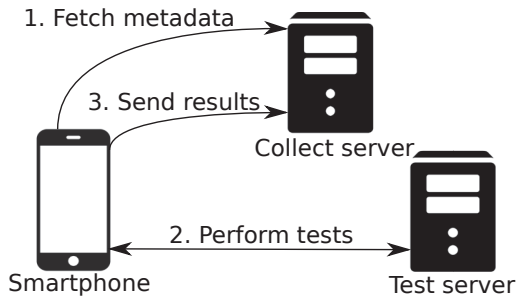 1. Fetch metadata
3. Send results
Collect server
2. Perform tests
Smartphone
Test server